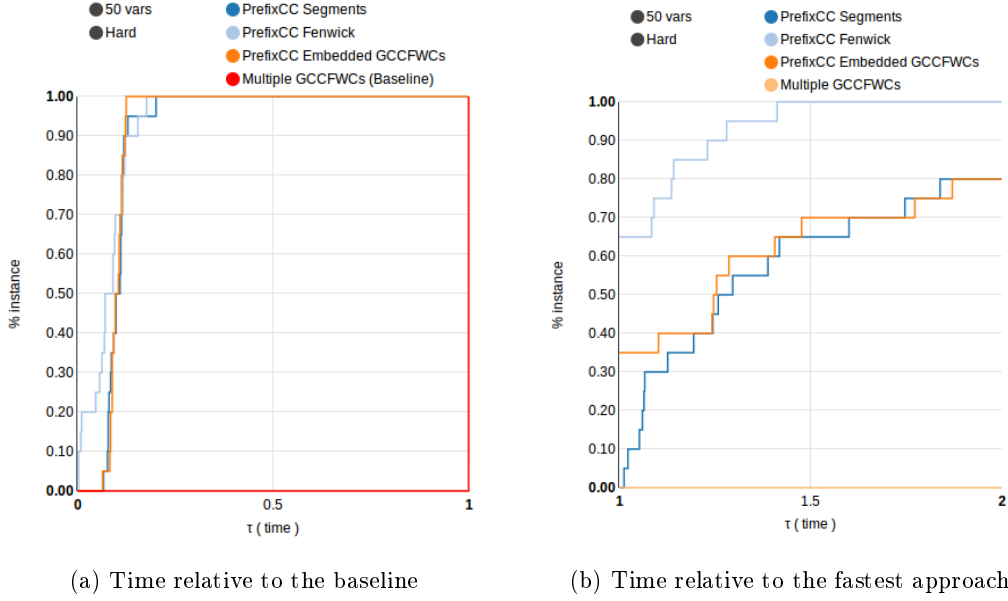 50 vars
Hard
PrefixCC Segments
PrefixCC Fenwick
PrefixCC Embedded GCCFWCs
Multiple GCCFWCs (Baseline)
1.00
0.90
0.80
0.70
0.60
0.50
0.40
0.30
0.20
0.10
0.00
% instance
0
0.5
1
τ ( time )
(a) Time relative to the baseline
50 vars
Hard
PrefixCC Segments
PrefixCC Fenwick
PrefixCC Embedded GCCFWCs
Multiple GCCFWCs
1.00
0.90
0.80
0.70
0.60
0.50
0.40
0.30
0.20
0.10
0.00
% instance
1
1.5
2
τ ( time )
(b) Time relative to the fastest approach